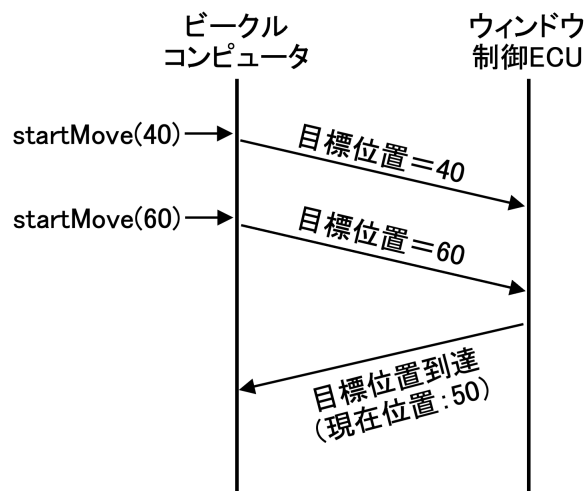 ビークル
コンピュータ
ウィンドウ
制御ECU
startMove(40)
目標位置＝40
startMove(60)
目標位置＝60
目標位置到達
(現在位置:50)